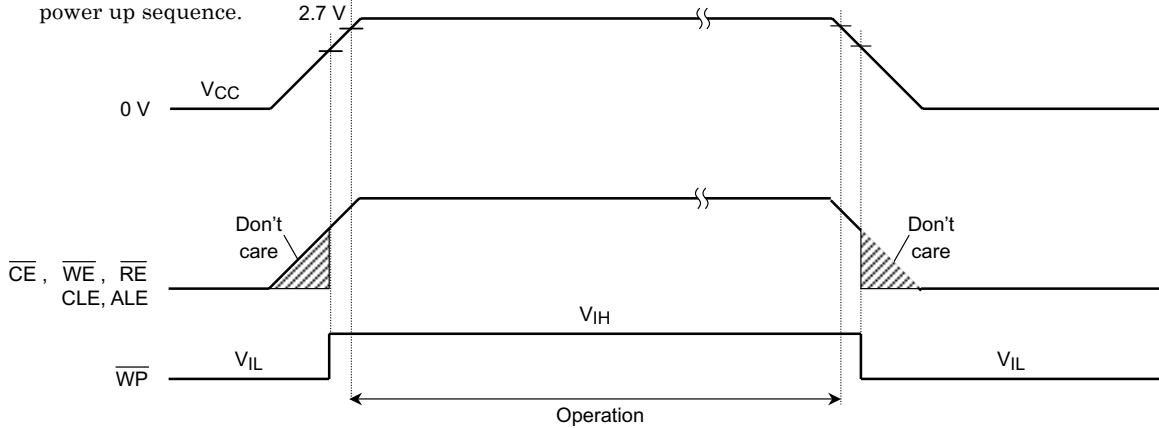 power up sequence.
2.7 V
VCC
0 V
Don't
care
Don't
care
CE , WE , RE
CLE, ALE
VIH
VIL
VIL
WP
Operation